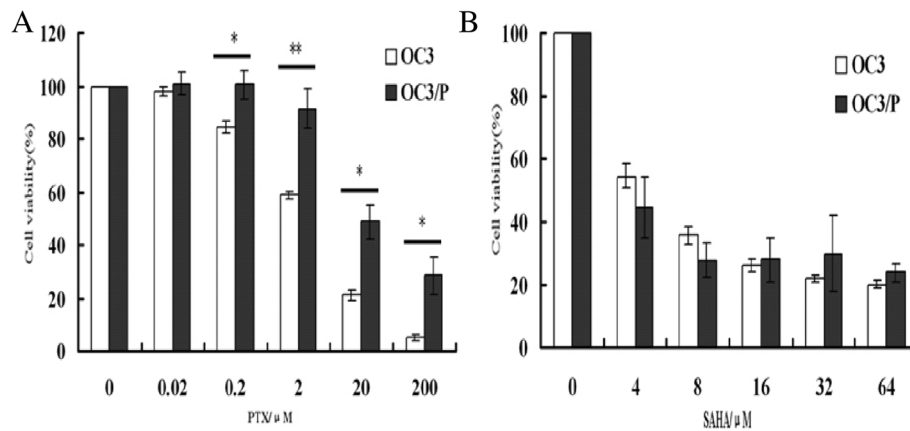 A
B
* ** * *
OC3
OC3/P
Cell viability(%)
120
100
80
60
40
20
0
0 0.02 0.2 2 20 200
PTX/μM
OC3
OC3/P
Cell viability(%)
100
80
60
40
20
0
0 4 8 16 32 64
SAHA/μM